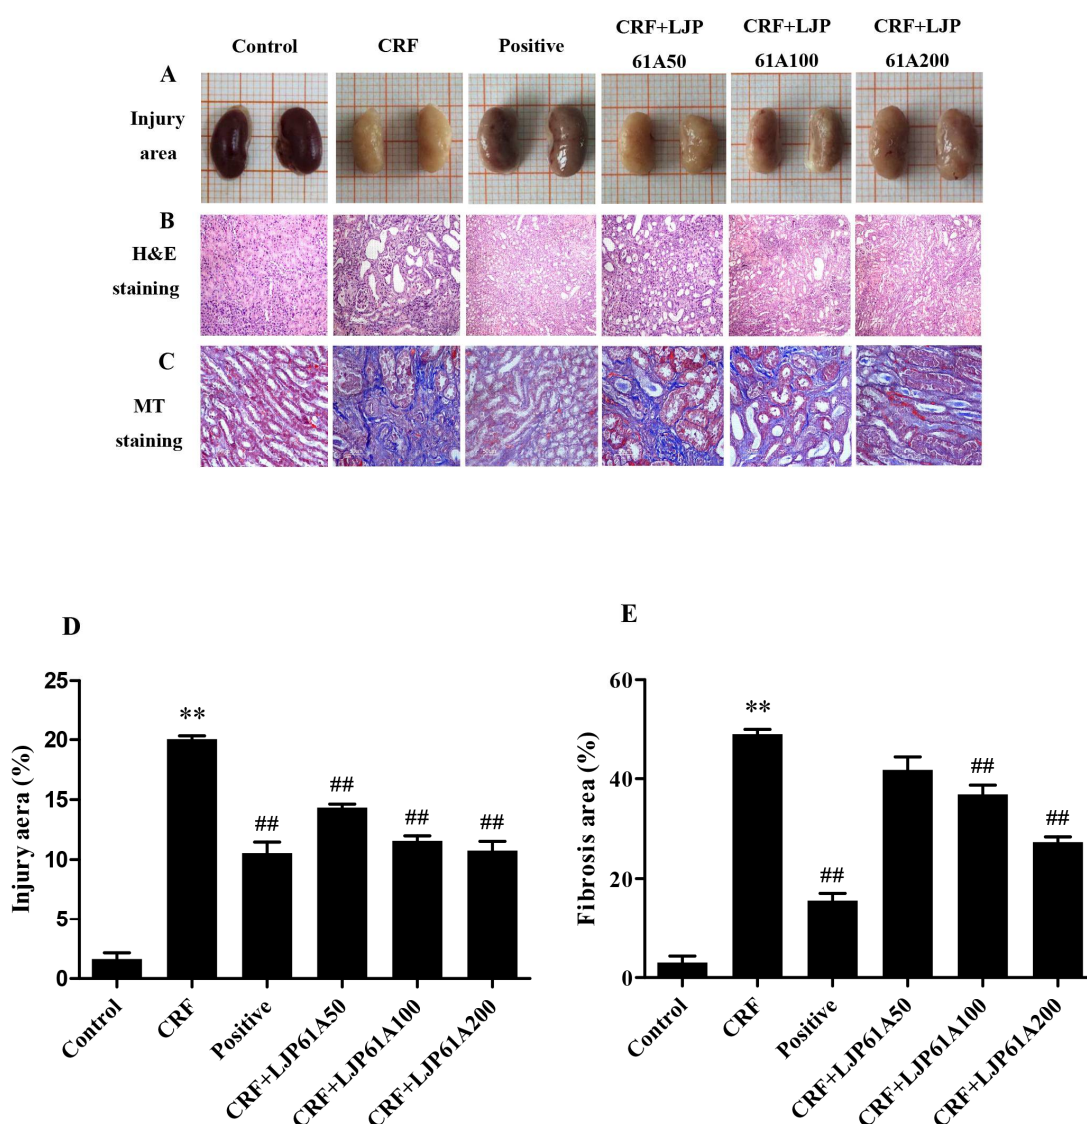 Control
CRF
Positive
CRF+LJP
61A50
CRF+LJP
61A100
CRF+LJP
61A200
A
Injury
area
B
H&E
staining
C
MT
staining
D
25
20
15
10
5
0
Injury aera (%)
**
##
##
##
##
Control
CRF
Positive
CRF+LJP61A50
CRF+LJP61A100
CRF+LJP61A200
E
60
40
20
0
Fibrosis area (%)
**
##
##
##
Control
CRF
Positive
CRF+LJP61A50
CRF+LJP61A100
CRF+LJP61A200